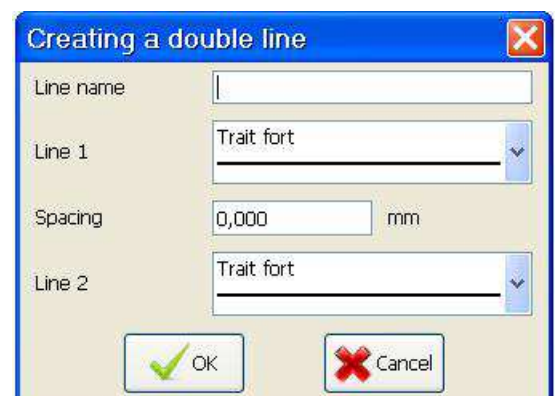 Creating a double line
Line name
Line 1
Trait fort
Spacing
0,000 mm
Line 2
Trait fort
OK
Cancel